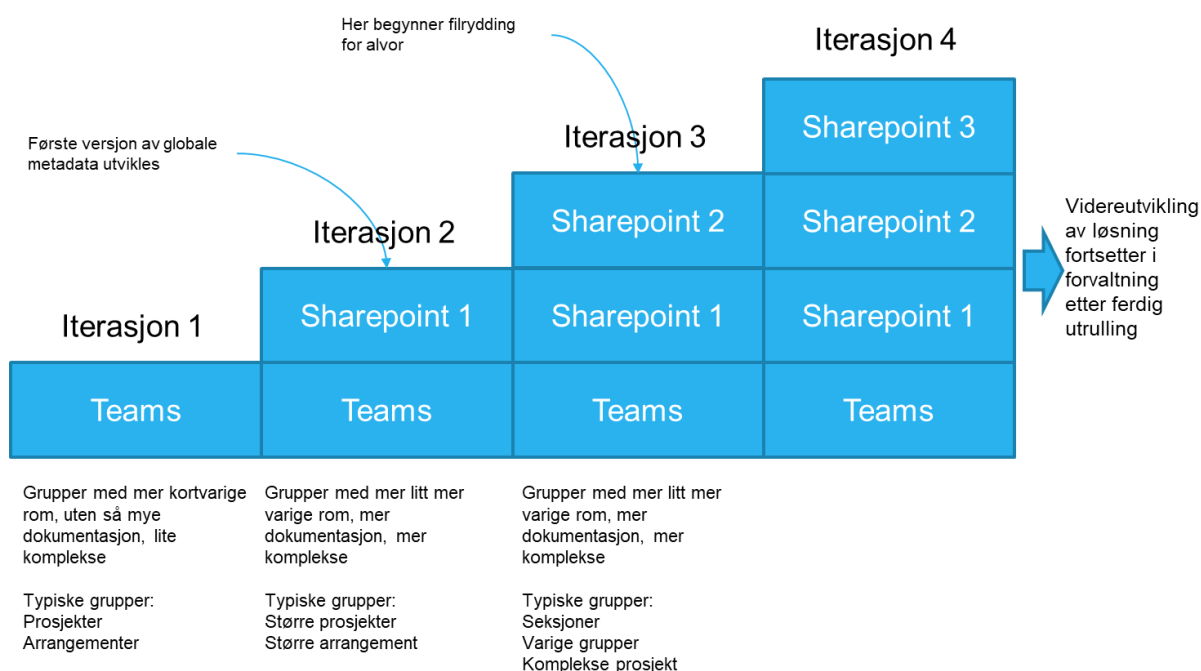 Her begynner filrydding
for alvor
Iterasjon 4
Sharepoint 3
Første versjon av globale
metadata utvikles
Iterasjon 3
Sharepoint 2
Sharepoint 2
Videreutvikling
av løsning
fortsetter i
forvaltning
etter ferdig
utrulling
Iterasjon 2
Sharepoint 1
Sharepoint 1
Sharepoint 1
Iterasjon 1
Teams
Teams
Teams
Teams
Grupper med mer kortvarige
rom, uten så mye
dokumentasjon, lite
komplekse
Typiske grupper:
Prosjekter
Arrangementer
Grupper med mer litt mer
varige rom, mer
dokumentasjon, mer
komplekse
Typiske grupper:
Større prosjekter
Større arrangement
Grupper med mer litt mer
varige rom, mer
dokumentasjon, mer
komplekse
Typiske grupper:
Seksjoner
Varige grupper
Komplekse prosjekt